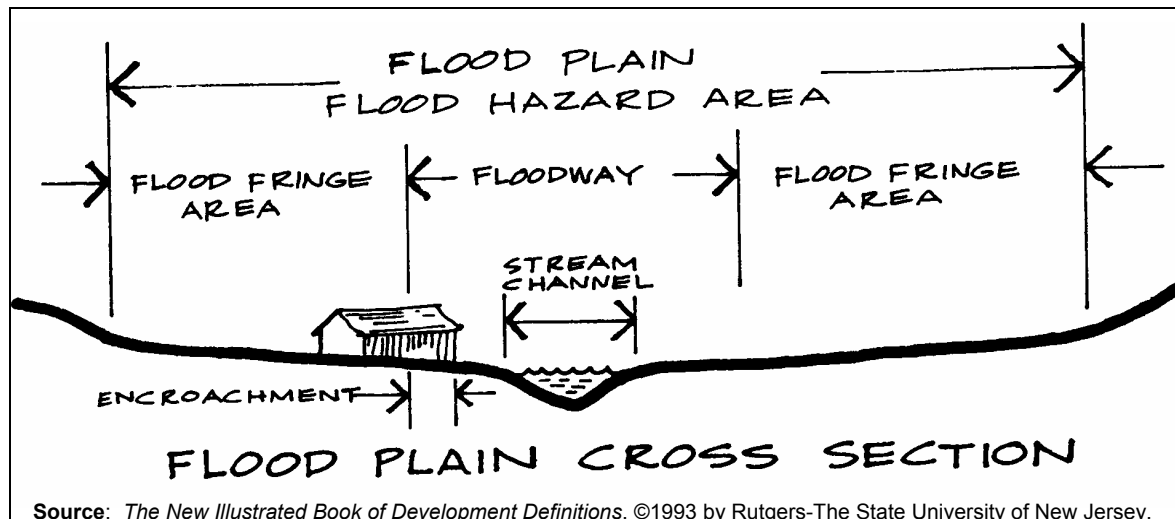 FLOOD PLAIN
FLOOD HAZARD AREA
FLOOD FRINGE
AREA
FLOODWAY
FLOOD FRINGE
AREA
STREAM
CHANNEL
ENCROACHMENT
FLOOD PLAIN CROSS SECTION
Source: The New Illustrated Book of Development Definitions, ©1993 by Rutgers-The State University of New Jersey.